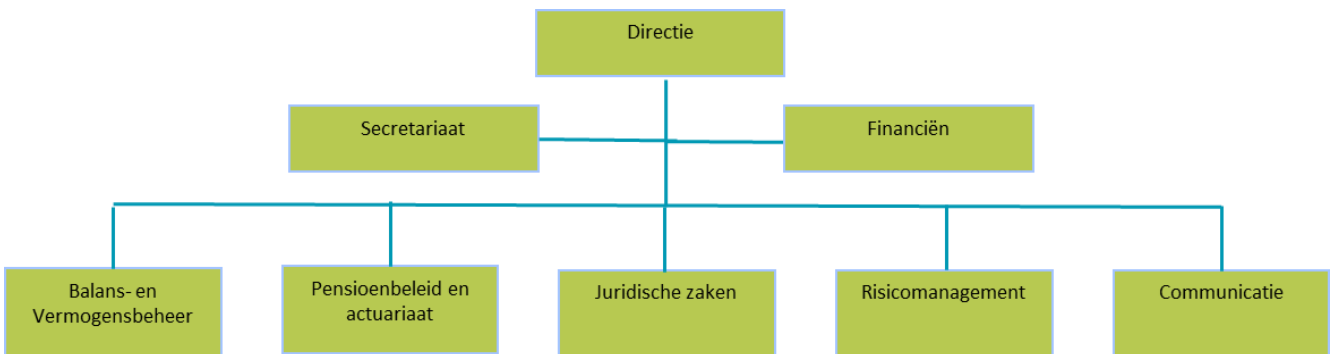 Directie
Secretariaat
Financiën
Balans- en
Vermogensbeheer
Pensioenbeleid en
actuariaat
Juridische zaken
Risicomanagement
Communicatie